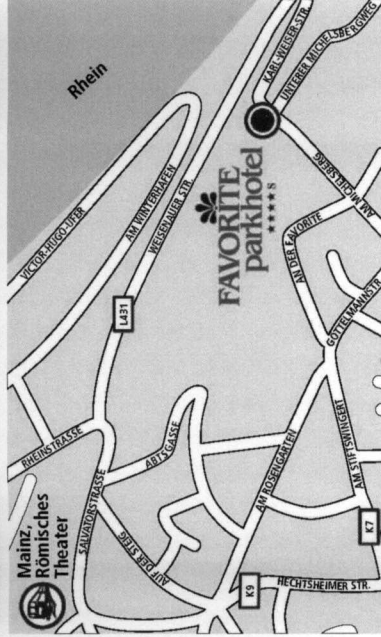 Rhein
KARL-WEISER-STR.
UNTERER MICHELSBERGWEG
VICTOR-HUGO-UFER
AM WINTERHAFEN
WEISENAUER STR.
L431
FAVORITE
parkhotel
★★★★S
AM MICHELSBERG
AN DER FAVORITE
GÖTTELMANNSTR.
RHEINSTRASSE
Mainz,
Römisches
Theater
SALVATORSTRASSE
ABTSGASSE
AUF DER STEIG
AM ROSENGARTEN
AM STIFTSWINGERT
K9
K7
HECHTSHEIMER STR.